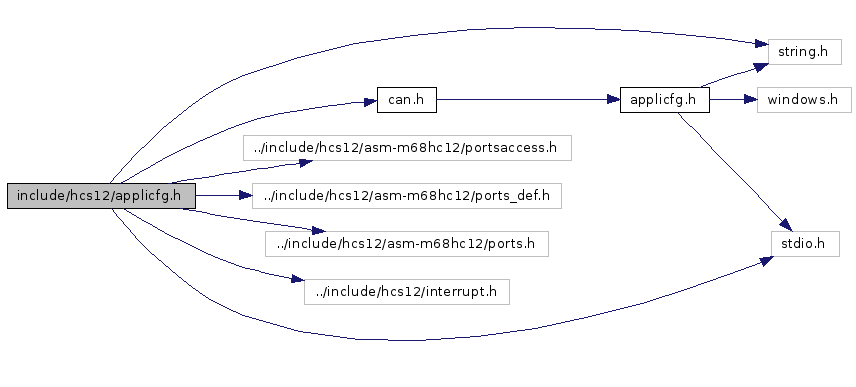 string.h
can.h
applicfg.h
windows.h
../include/hcs12/asm-m68hc12/portsaccess.h
include/hcs12/applicfg.h
../include/hcs12/asm-m68hc12/ports_def.h
../include/hcs12/asm-m68hc12/ports.h
stdio.h
../include/hcs12/interrupt.h